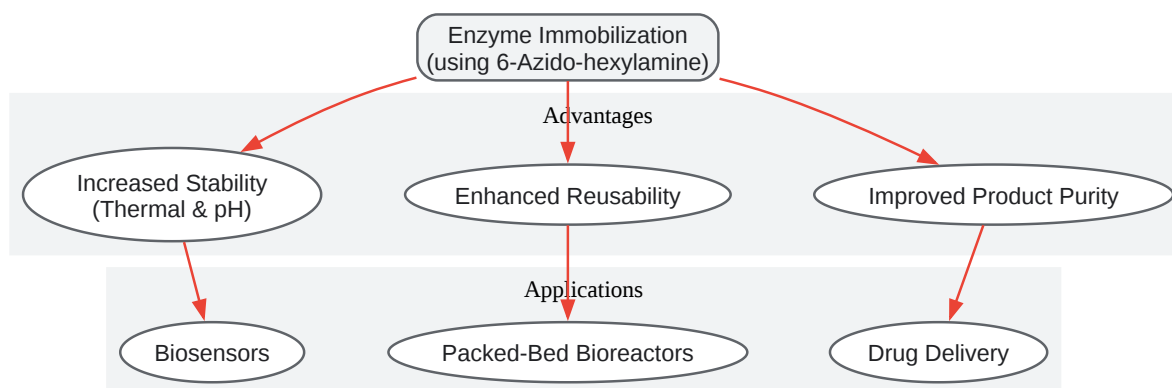 Enzyme Immobilization
(using 6-Azido-hexylamine)
Advantages
Increased Stability
(Thermal & pH)
Enhanced Reusability
Improved Product Purity
Applications
Biosensors
Packed-Bed Bioreactors
Drug Delivery